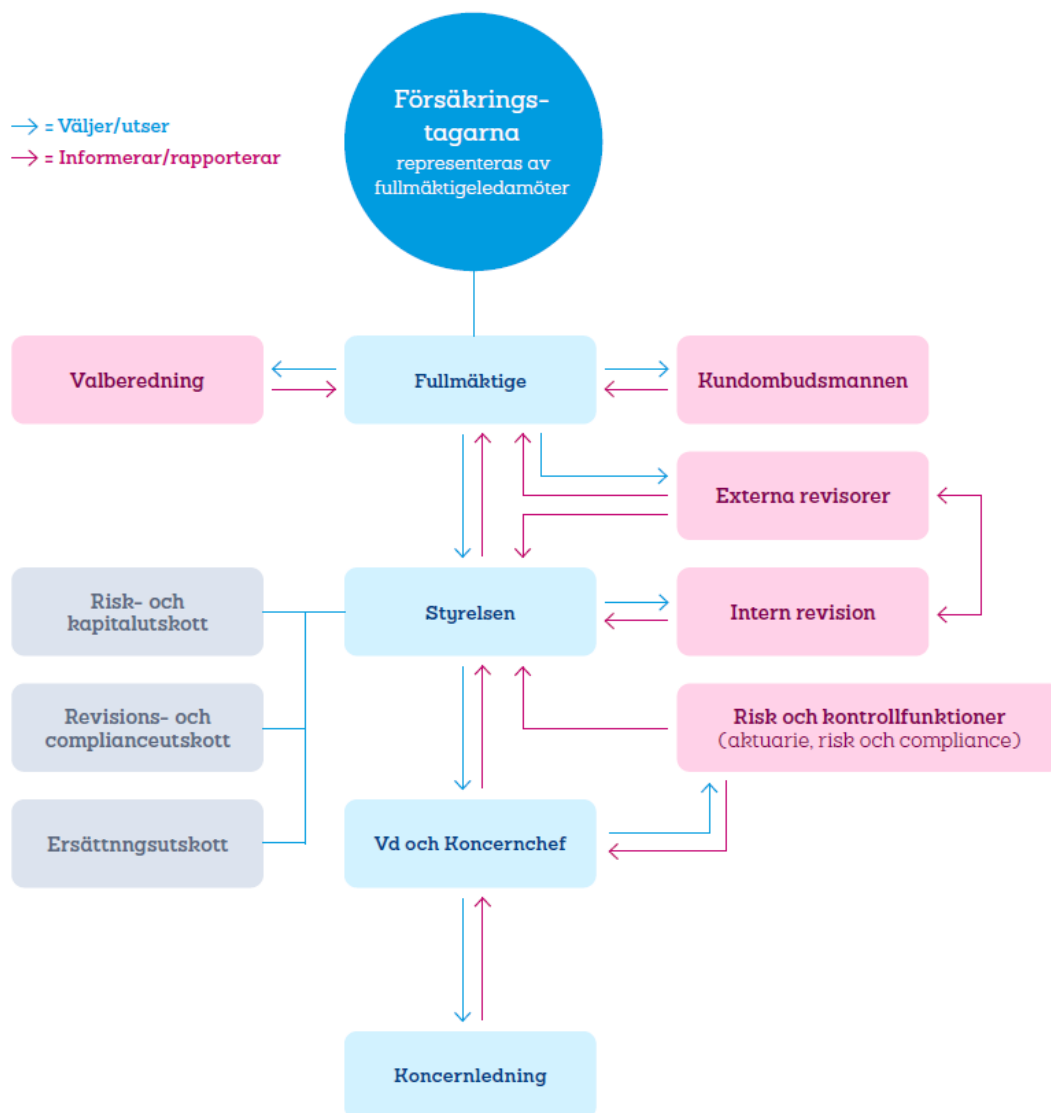 Försäkrings-
tagarna
representeras av
fullmäktigeledamöter
→ = Väljer/utser
→ = Informerar/rapporterar
Valberedning
Fullmäktige
Kundombudsmannen
Externa revisorer
Risk- och
kapitalutskott
Styrelsen
Intern revision
Revisions- och
complianceutskott
Risk och kontrollfunktioner
(aktuarie, risk och compliance)
Ersättnngsutskott
Vd och Koncernchef
Koncernledning